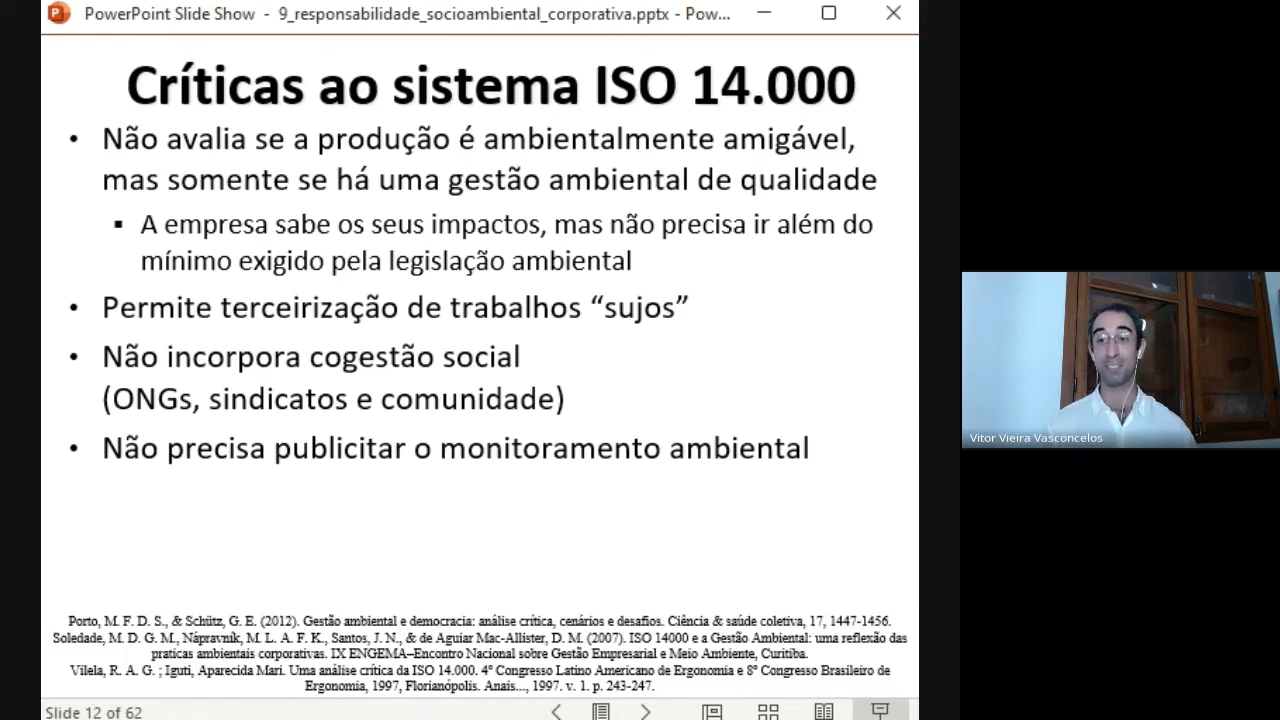 PowerPoint Slide Show - 9_responsabilidade_socioambiental_corporativa.pptx - Pow...
Críticas ao sistema ISO 14.000
• Não avalia se a produção é ambientalmente amigável,
mas somente se há uma gestão ambiental de qualidade
▪ A empresa sabe os seus impactos, mas não precisa ir além do
mínimo exigido pela legislação ambiental
• Permite terceirização de trabalhos “sujos”
• Não incorpora cogestão social
(ONGs, sindicatos e comunidade)
• Não precisa publicitar o monitoramento ambiental
Porto, M. F. D. S., & Schütz, G. E. (2012). Gestão ambiental e democracia: análise crítica, cenários e desafios. Ciência & saúde coletiva, 17, 1447-1456.
Soledade, M. D. G. M., Nápravník, M. L. A. F. K., Santos, J. N., & de Aguiar Mac-Allister, D. M. (2007). ISO 14000 e a Gestão Ambiental: uma reflexão das
praticas ambientais corporativas. IX ENGEMA–Encontro Nacional sobre Gestão Empresarial e Meio Ambiente, Curitiba.
Vilela, R. A. G. ; Iguti, Aparecida Mari. Uma análise crítica da ISO 14.000. 4º Congresso Latino Americano de Ergonomia e 8º Congresso Brasileiro de
Ergonomia, 1997, Florianópolis. Anais..., 1997. v. 1. p. 243-247.
Slide 12 of 62
Vitor Vieira Vasconcelos